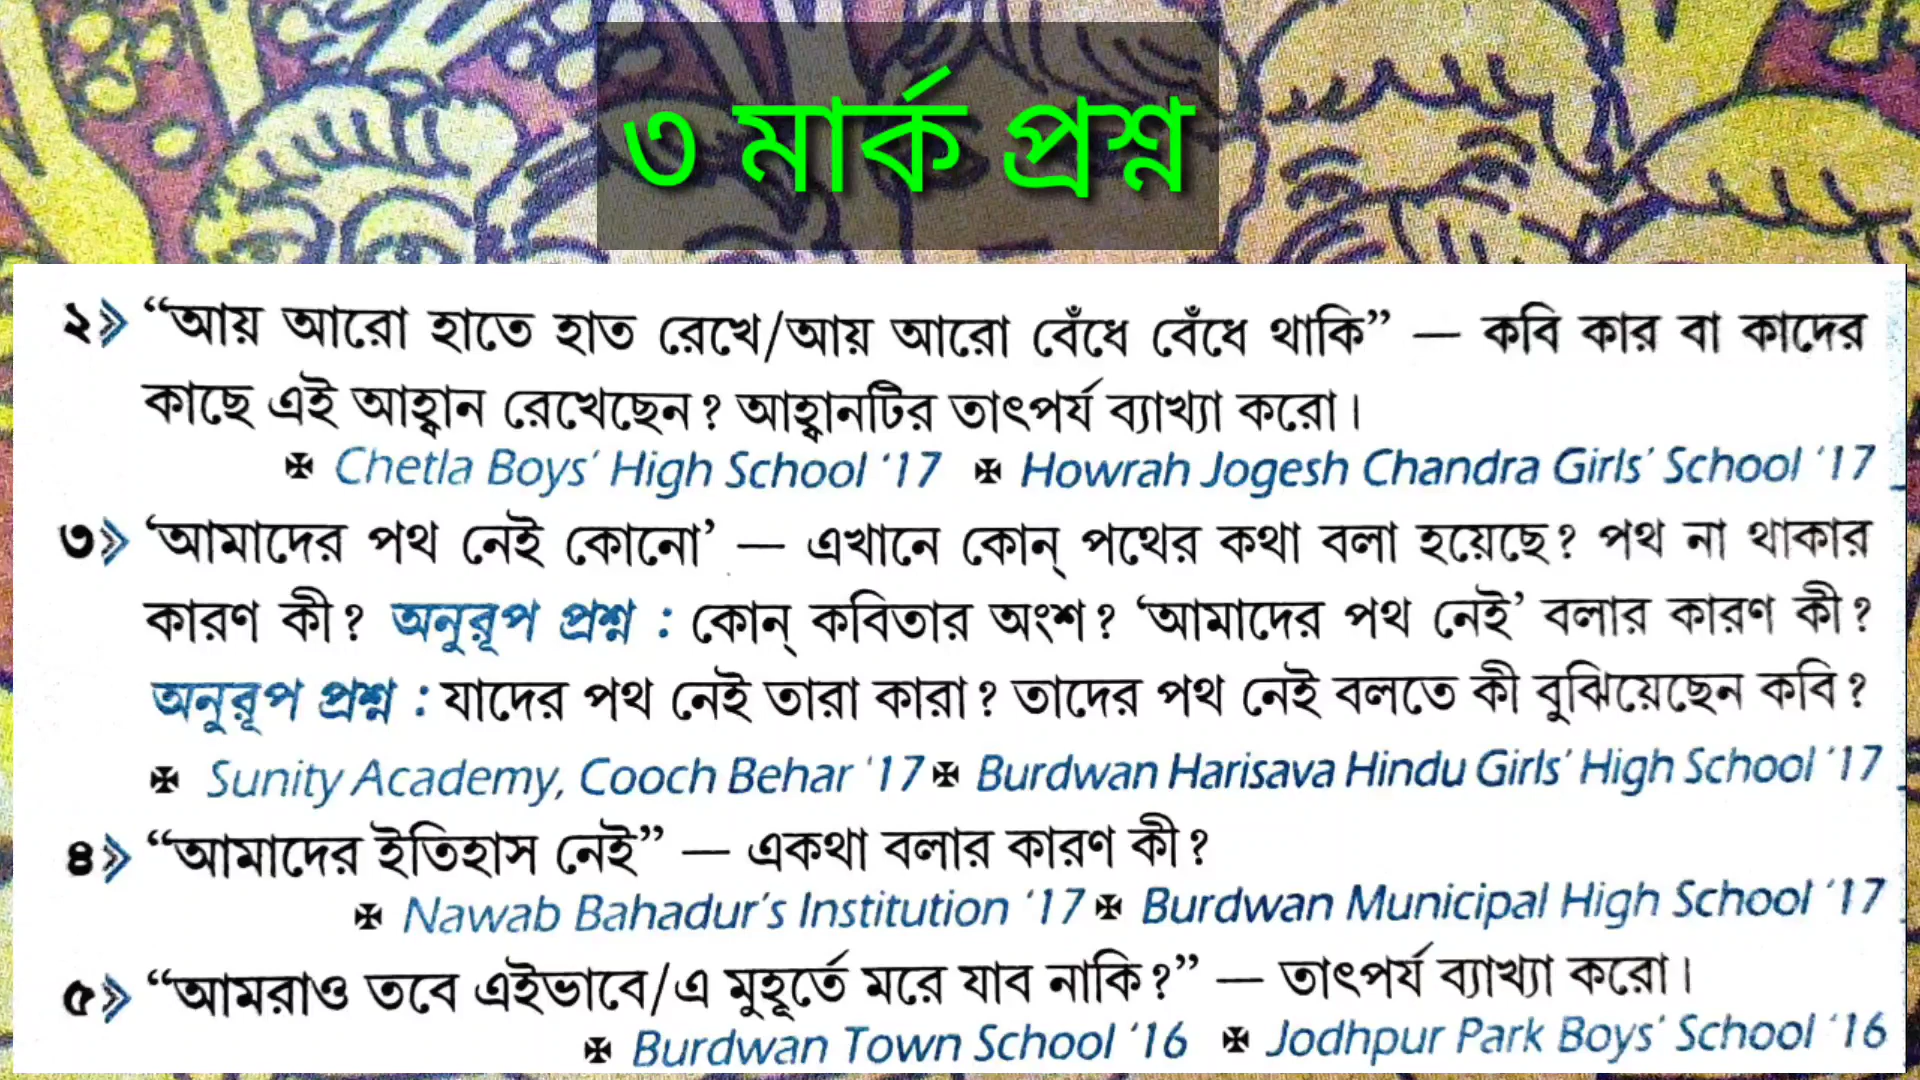 ৩ মার্ক প্রশ্ন
২» “আয় আরো হাতে হাত রেখে/আয় আরো বেঁধে বেঁধে থাকি” — কবি কার বা কাদের
কাছে এই আহ্বান রেখেছেন? আহ্বানটির তাৎপর্য ব্যাখ্যা করো।
✠ Chetla Boys’ High School ‘17 ✠ Howrah Jogesh Chandra Girls’ School ‘17
৩» ‘আমাদের পথ নেই কোনো’ — এখানে কোন্ পথের কথা বলা হয়েছে? পথ না থাকার
কারণ কী? অনুরূপ প্রশ্ন : কোন্ কবিতার অংশ? ‘আমাদের পথ নেই’ বলার কারণ কী?
অনুরূপ প্রশ্ন : যাদের পথ নেই তারা কারা? তাদের পথ নেই বলতে কী বুঝিয়েছেন কবি?
✠ Sunity Academy, Cooch Behar ‘17 ✠ Burdwan Harisava Hindu Girls’ High School ‘17
৪» “আমাদের ইতিহাস নেই” — একথা বলার কারণ কী?
✠ Nawab Bahadur’s Institution ‘17 ✠ Burdwan Municipal High School ‘17
৫» “আমরাও তবে এইভাবে/এ মুহূর্তে মরে যাব নাকি?” — তাৎপর্য ব্যাখ্যা করো।
✠ Burdwan Town School ‘16 ✠ Jodhpur Park Boys’ School ‘16